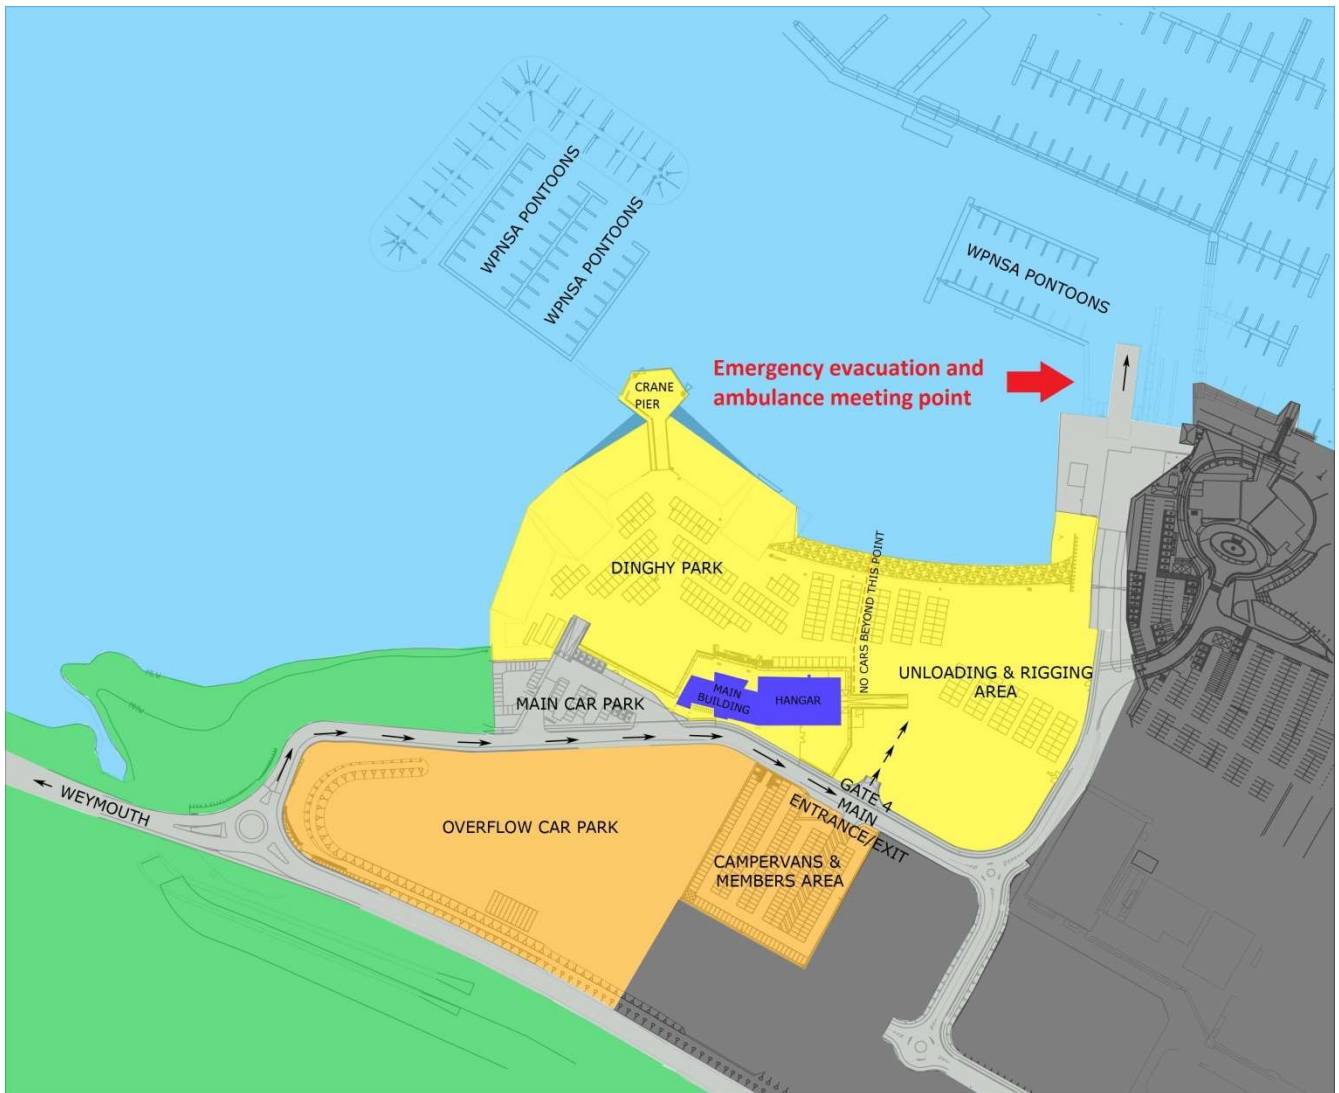 WPNSA PONTOONS
WPNSA PONTOONS
WPNSA PONTOONS
Emergency evacuation and
ambulance meeting point
CRANE
PIER
DINGHY PARK
NO CARS BEYOND THIS POINT
UNLOADING & RIGGING
AREA
MAIN
BUILDING
HANGAR
MAIN CAR PARK
WEYMOUTH
OVERFLOW CAR PARK
GATE 4
MAIN
ENTRANCE/EXIT
CAMPERVANS &
MEMBERS AREA